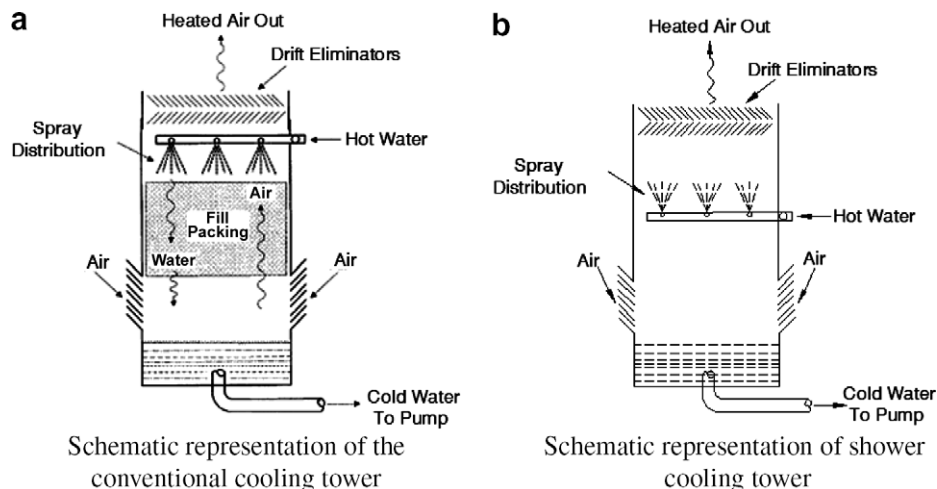 a
Heated Air Out
Drift Eliminators
Spray
Distribution
Hot Water
Air
Fill
Packing
Water
Air
Air
Cold Water
To Pump
Schematic representation of the
conventional cooling tower
b
Heated Air Out
Drift Eliminators
Spray
Distribution
Hot Water
Air
Air
Cold Water
To Pump
Schematic representation of shower
cooling tower